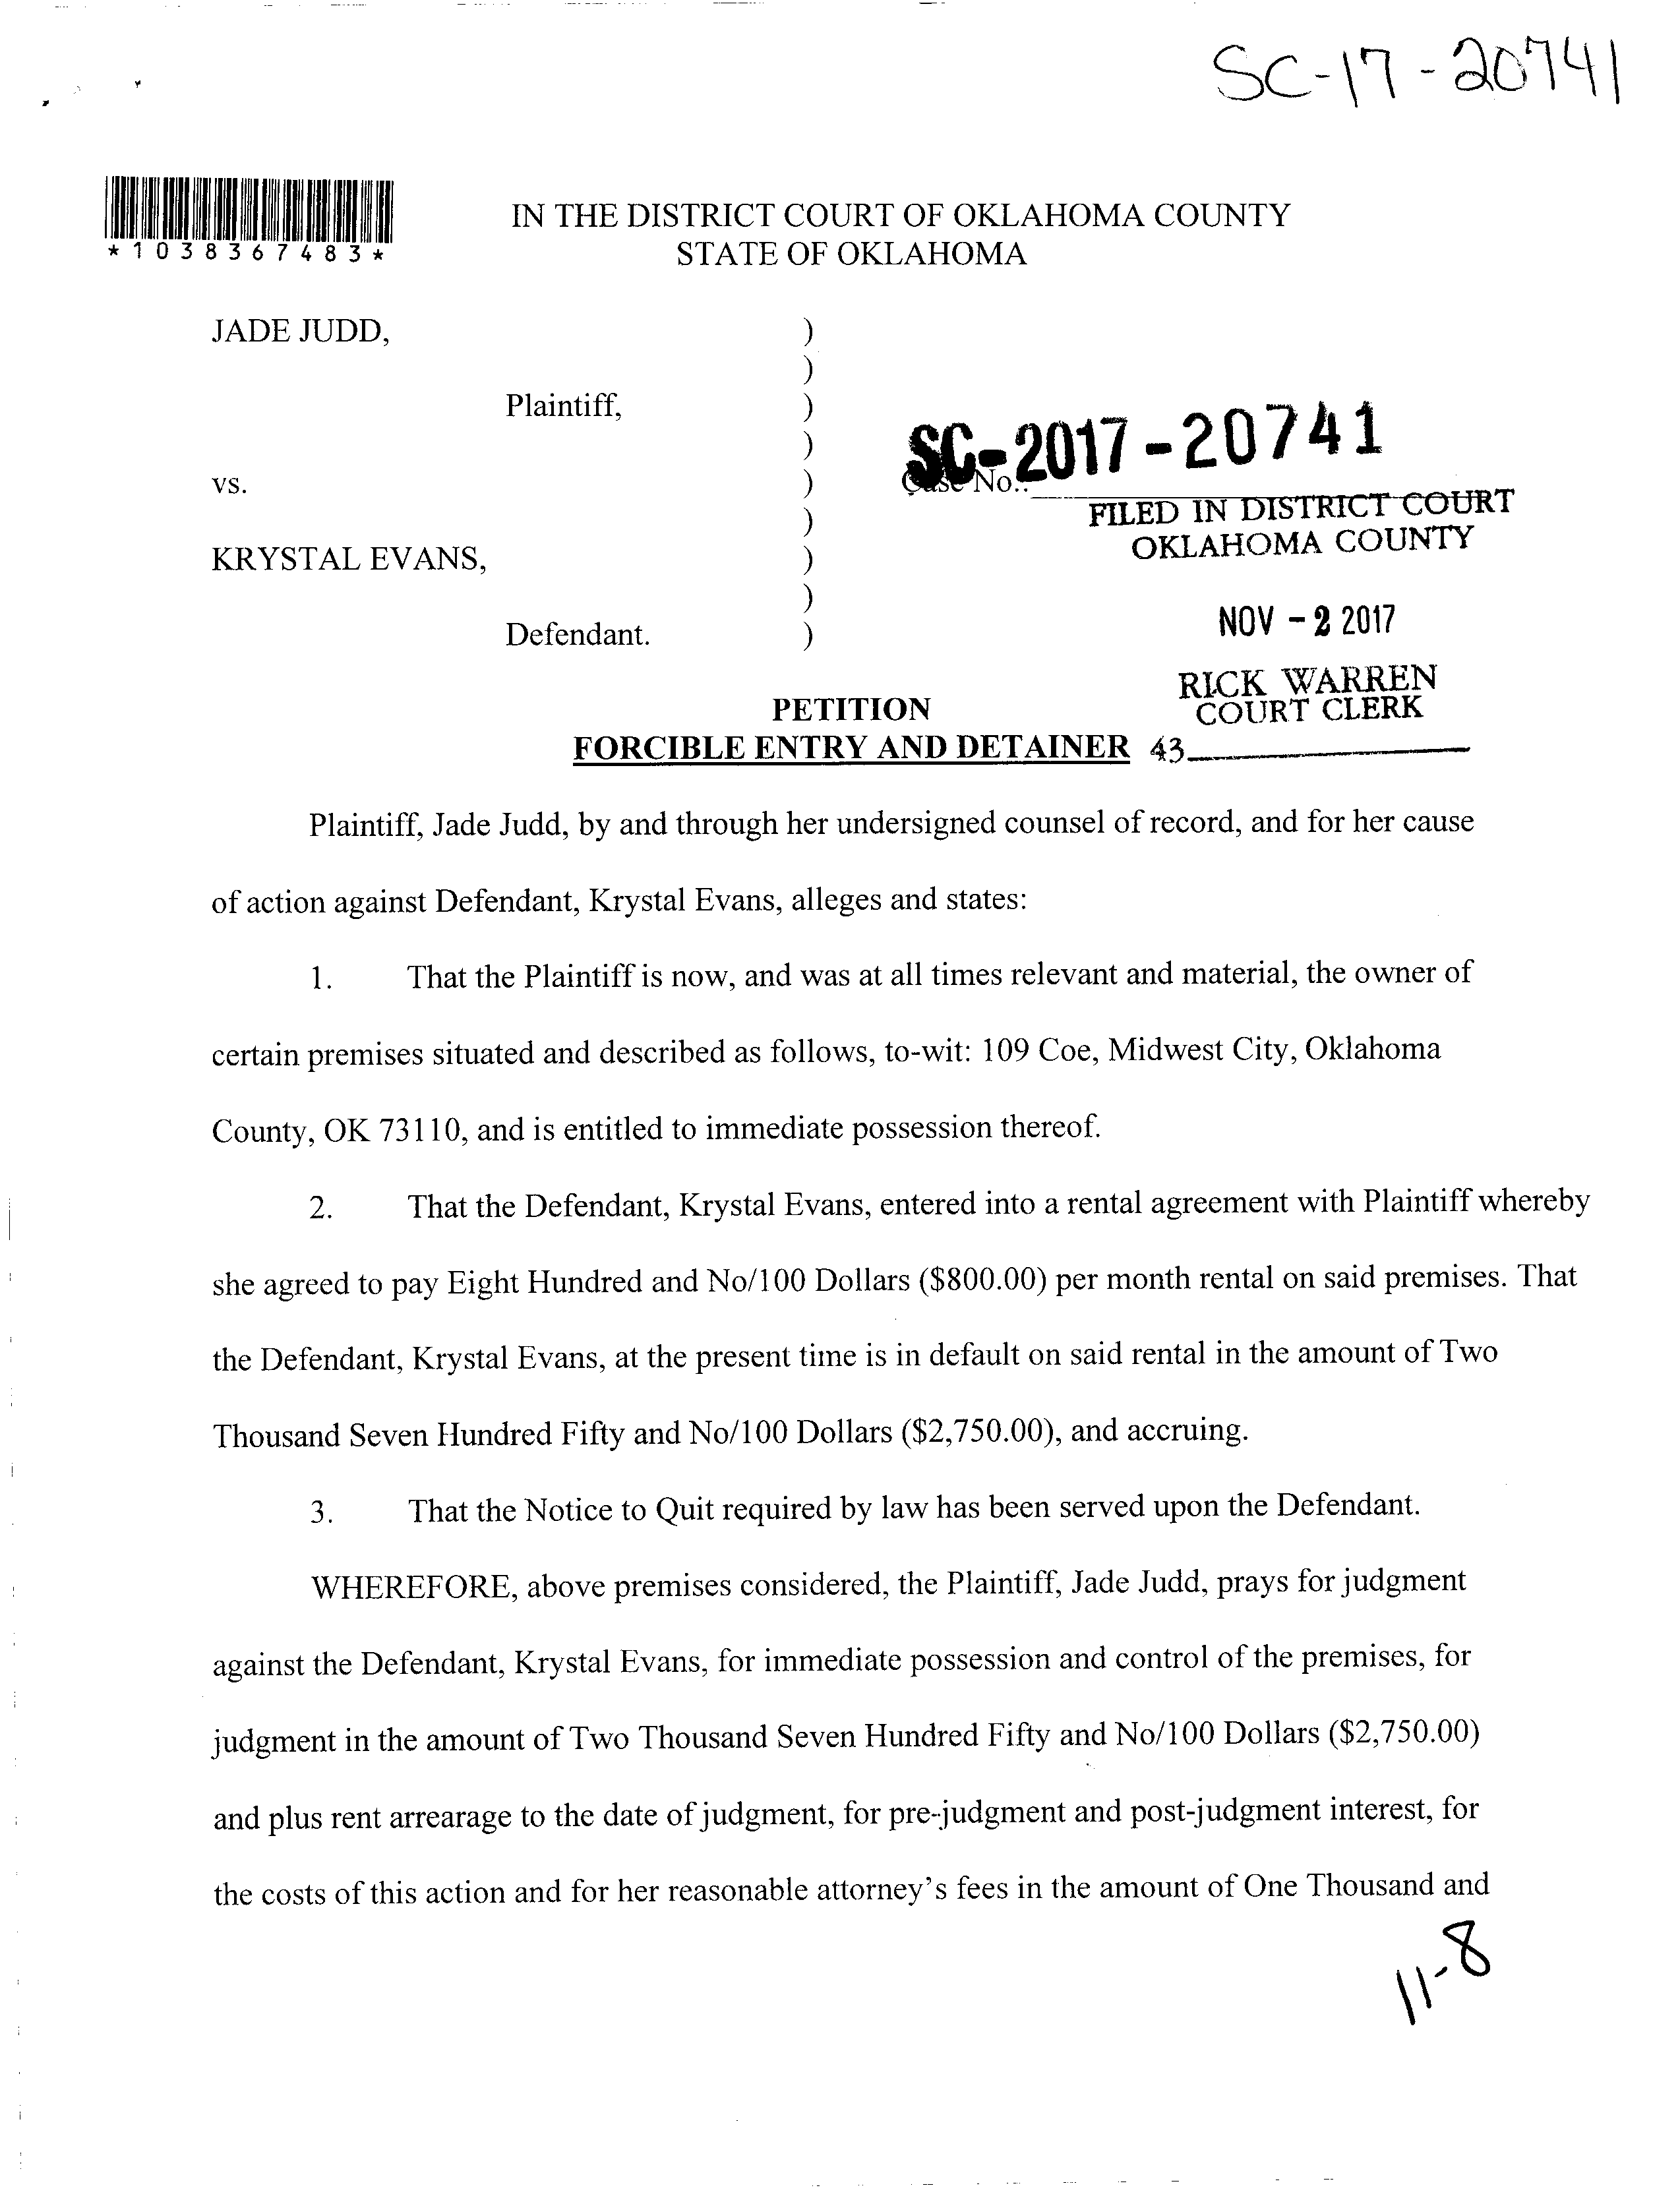 SC-17-20741
*1038367483*
IN THE DISTRICT COURT OF OKLAHOMA COUNTY
STATE OF OKLAHOMA
JADE JUDD, )
)
Plaintiff, )
)
vs. )
)
KRYSTAL EVANS, )
)
Defendant. )
SC-2017-20741
Case No.:
FILED IN DISTRICT COURT
OKLAHOMA COUNTY
NOV - 2 2017
RICK WARREN
COURT CLERK
43
PETITION
FORCIBLE ENTRY AND DETAINER
Plaintiff, Jade Judd, by and through her undersigned counsel of record, and for her cause
of action against Defendant, Krystal Evans, alleges and states:
1. That the Plaintiff is now, and was at all times relevant and material, the owner of
certain premises situated and described as follows, to-wit: 109 Coe, Midwest City, Oklahoma
County, OK 73110, and is entitled to immediate possession thereof.
2. That the Defendant, Krystal Evans, entered into a rental agreement with Plaintiff whereby
she agreed to pay Eight Hundred and No/100 Dollars ($800.00) per month rental on said premises. That
the Defendant, Krystal Evans, at the present time is in default on said rental in the amount of Two
Thousand Seven Hundred Fifty and No/100 Dollars ($2,750.00), and accruing.
3. That the Notice to Quit required by law has been served upon the Defendant.
WHEREFORE, above premises considered, the Plaintiff, Jade Judd, prays for judgment
against the Defendant, Krystal Evans, for immediate possession and control of the premises, for
judgment in the amount of Two Thousand Seven Hundred Fifty and No/100 Dollars ($2,750.00)
and plus rent arrearage to the date of judgment, for pre-judgment and post-judgment interest, for
the costs of this action and for her reasonable attorney's fees in the amount of One Thousand and
11-8